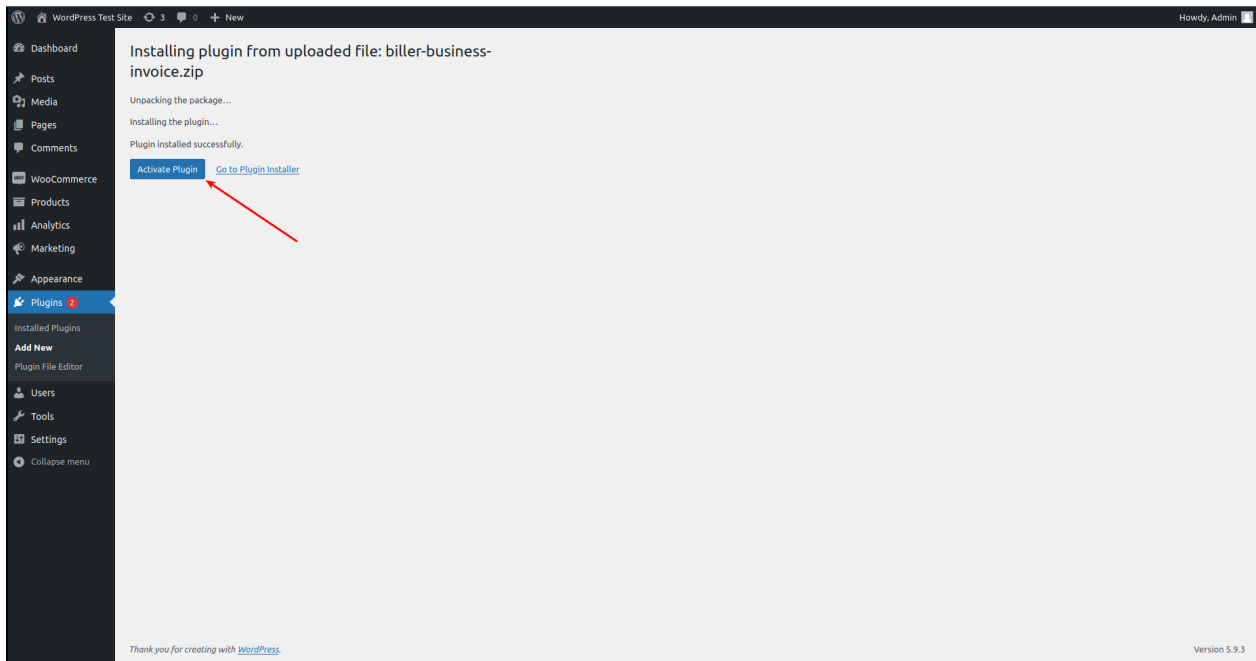 WordPress Test Site 3 0 + New Howdy, Admin
Dashboard
Posts
Media
Pages
Comments
WooCommerce
Products
Analytics
Marketing
Appearance
Plugins 2
Installed Plugins
Add New
Plugin File Editor
Users
Tools
Settings
Collapse menu
Installing plugin from uploaded file: biller-business-
invoice.zip
Unpacking the package…
Installing the plugin…
Plugin installed successfully.
Activate Plugin Go to Plugin Installer
Thank you for creating with WordPress. Version 5.9.3